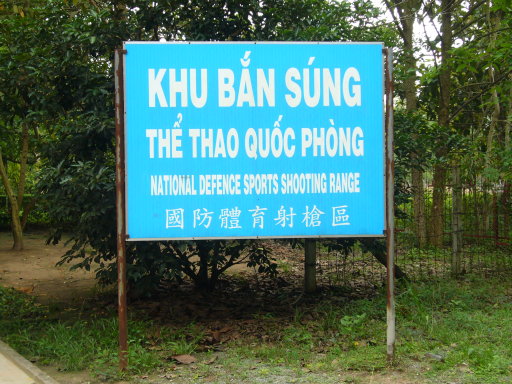 KHU BẮN SÚNG
THỂ THAO QUỐC PHÒNG
NATIONAL DEFENCE SPORTS SHOOTING RANGE
國防體育射槍區